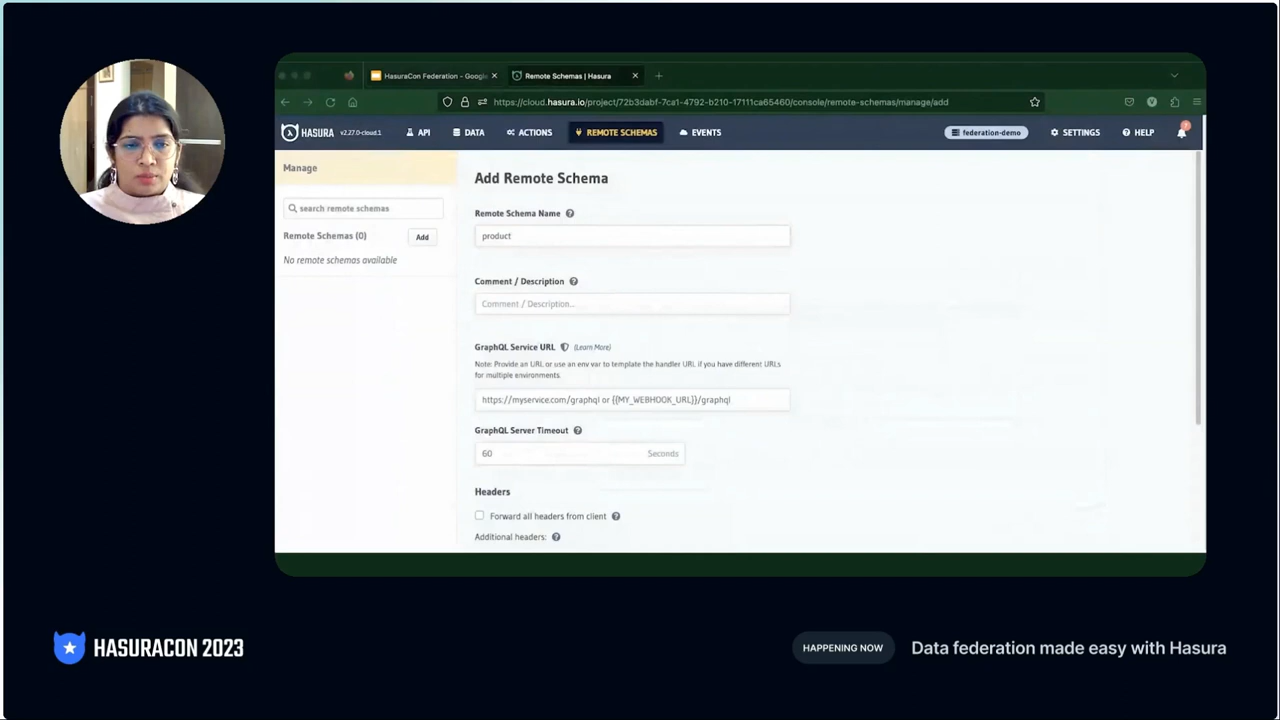 HasuraCon Federation - Google
Remote Schemas | Hasura
https://cloud.hasura.io/project/72b3dabf-7ca1-4792-b210-17111ca65460/console/remote-schemas/manage/add
HASURA v2.27.0-cloud.1 API DATA ACTIONS REMOTE SCHEMAS EVENTS federation-demo SETTINGS HELP
Manage
search remote schemas
Remote Schemas (0) Add
No remote schemas available
Add Remote Schema
Remote Schema Name
product
Comment / Description
Comment / Description...
GraphQL Service URL (Learn More)
Note: Provide an URL or use an env var to template the handler URL if you have different URLs
for multiple environments.
https://myservice.com/graphql or {{MY_WEBHOOK_URL}}/graphql
GraphQL Server Timeout
60 Seconds
Headers
Forward all headers from client
Additional headers:
HASURACON 2023
HAPPENING NOW
Data federation made easy with Hasura